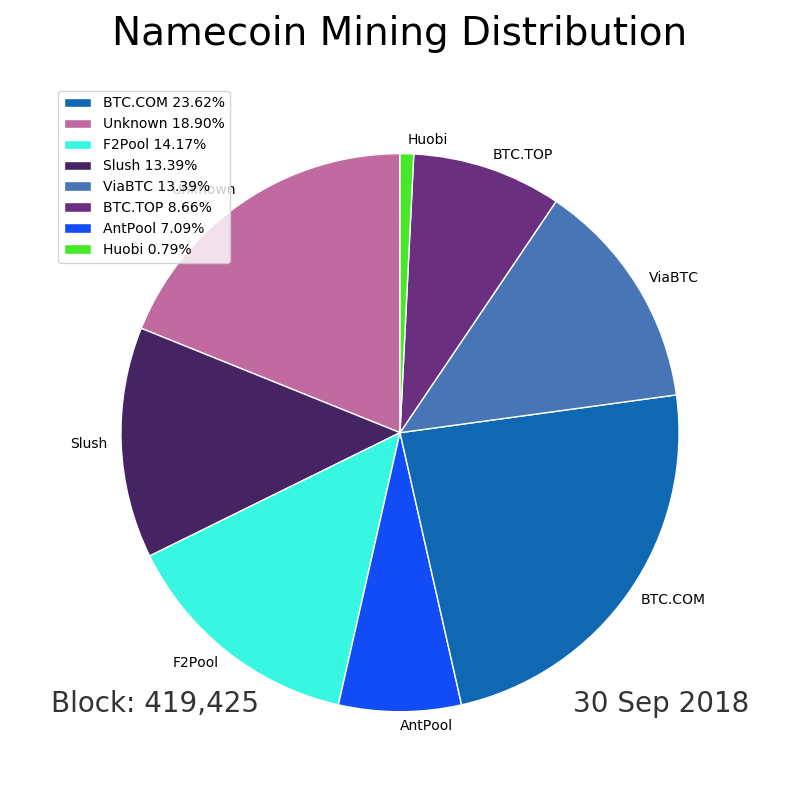 Namecoin Mining Distribution
BTC.COM 23.62%
Unknown 18.90%
F2Pool 14.17%
Slush 13.39%
ViaBTC 13.39%
BTC.TOP 8.66%
AntPool 7.09%
Huobi 0.79%
Huobi
BTC.TOP
Unknown
ViaBTC
Slush
BTC.COM
F2Pool
Block: 419,425
30 Sep 2018
AntPool